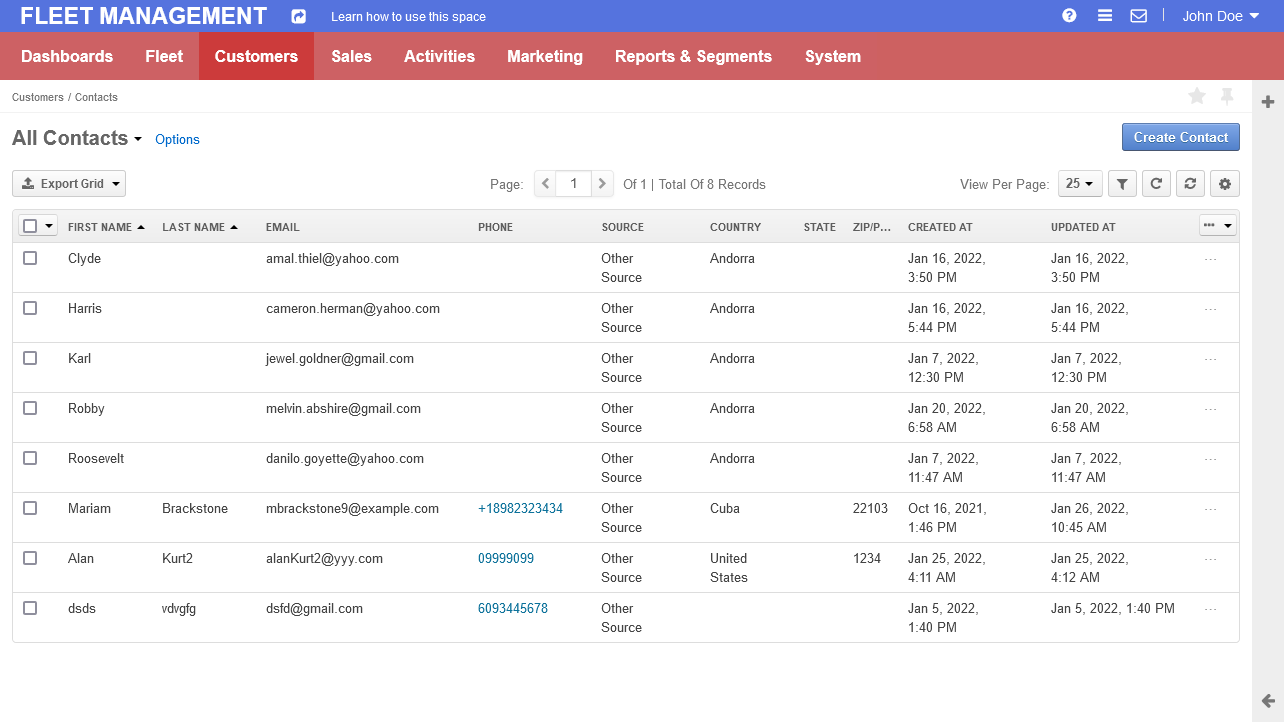 FLEET MANAGEMENT Learn how to use this space John Doe
Dashboards Fleet Customers Sales Activities Marketing Reports & Segments System
Customers / Contacts
All Contacts Options Create Contact
Export Grid Page: 1 Of 1 | Total Of 8 Records View Per Page: 25
FIRST NAME LAST NAME EMAIL PHONE SOURCE COUNTRY STATE ZIP/P... CREATED AT UPDATED AT
Clyde amal.thiel@yahoo.com Other Andorra Jan 16, 2022, Jan 16, 2022, ...
Source 3:50 PM 3:50 PM
Harris cameron.herman@yahoo.com Other Andorra Jan 16, 2022, Jan 16, 2022, ...
Source 5:44 PM 5:44 PM
Karl jewel.goldner@gmail.com Other Andorra Jan 7, 2022, Jan 7, 2022, ...
Source 12:30 PM 12:30 PM
Robby melvin.abshire@gmail.com Other Andorra Jan 20, 2022, Jan 20, 2022, ...
Source 6:58 AM 6:58 AM
Roosevelt danilo.goyette@yahoo.com Other Andorra Jan 7, 2022, Jan 7, 2022, ...
Source 11:47 AM 11:47 AM
Mariam Brackstone mbrackstone9@example.com +18982323434 Other Cuba 22103 Oct 16, 2021, Jan 26, 2022, ...
Source 1:46 PM 10:45 AM
Alan Kurt2 alanKurt2@yyy.com 09999099 Other United 1234 Jan 25, 2022, Jan 25, 2022, ...
Source States 4:11 AM 4:12 AM
dsds vdvgfg dsfd@gmail.com 6093445678 Other Jan 5, 2022, Jan 5, 2022, 1:40 PM ...
Source 1:40 PM